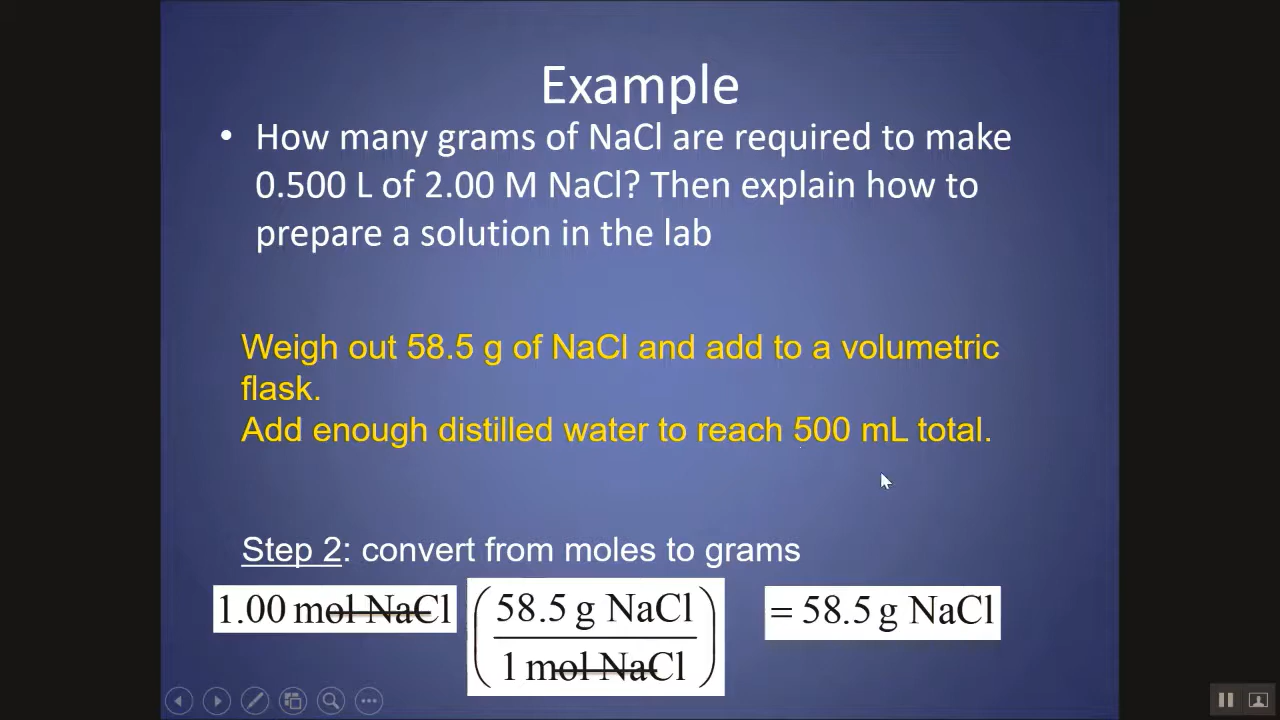 Example
• How many grams of NaCl are required to make
0.500 L of 2.00 M NaCl? Then explain how to
prepare a solution in the lab
Weigh out 58.5 g of NaCl and add to a volumetric
flask.
Add enough distilled water to reach 500 mL total.
Step 2: convert from moles to grams
1.00 mol NaCl (58.5 g NaCl / 1 mol NaCl) = 58.5 g NaCl